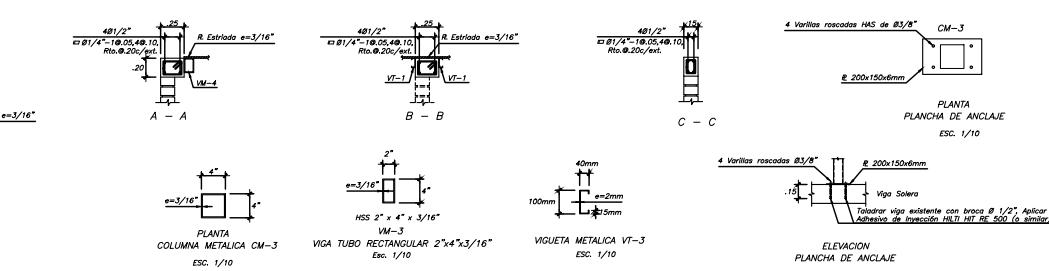 .25
4Ø1/2"
Ø1/4"-1@.05,4@.10,
Rto.@.20c/ext.
R. Estriada e=3/16"
.20
VM-4
A - A
.25
4Ø1/2"
Ø1/4"-1@.05,4@.10,
Rto.@.20c/ext.
R. Estriada e=3/16"
VT-1
VT-1
B - B
.15
4Ø1/2"
Ø1/4"-1@.05,4@.10,
Rto.@.20c/ext.
C - C
4 Varillas roscadas HAS de Ø3/8"
CM-3
200x150x6mm
PLANTA
PLANCHA DE ANCLAJE
ESC. 1/10
e=3/16"
4"
e=3/16"
4"
PLANTA
COLUMNA METALICA CM-3
ESC. 1/10
2"
e=3/16"
4"
HSS 2" x 4" x 3/16"
VM-3
VIGA TUBO RECTANGULAR 2"x4"x3/16"
Esc. 1/10
40mm
100mm
e=2mm
15mm
VIGUETA METALICA VT-3
ESC. 1/10
4 Varillas roscadas Ø3/8"
200x150x6mm
.15
Viga Solera
Taladrar viga existente con broca Ø 1/2", Aplicar
Adhesivo de Inyección HILTI HIT RE 500 (o similar)
ELEVACION
PLANCHA DE ANCLAJE